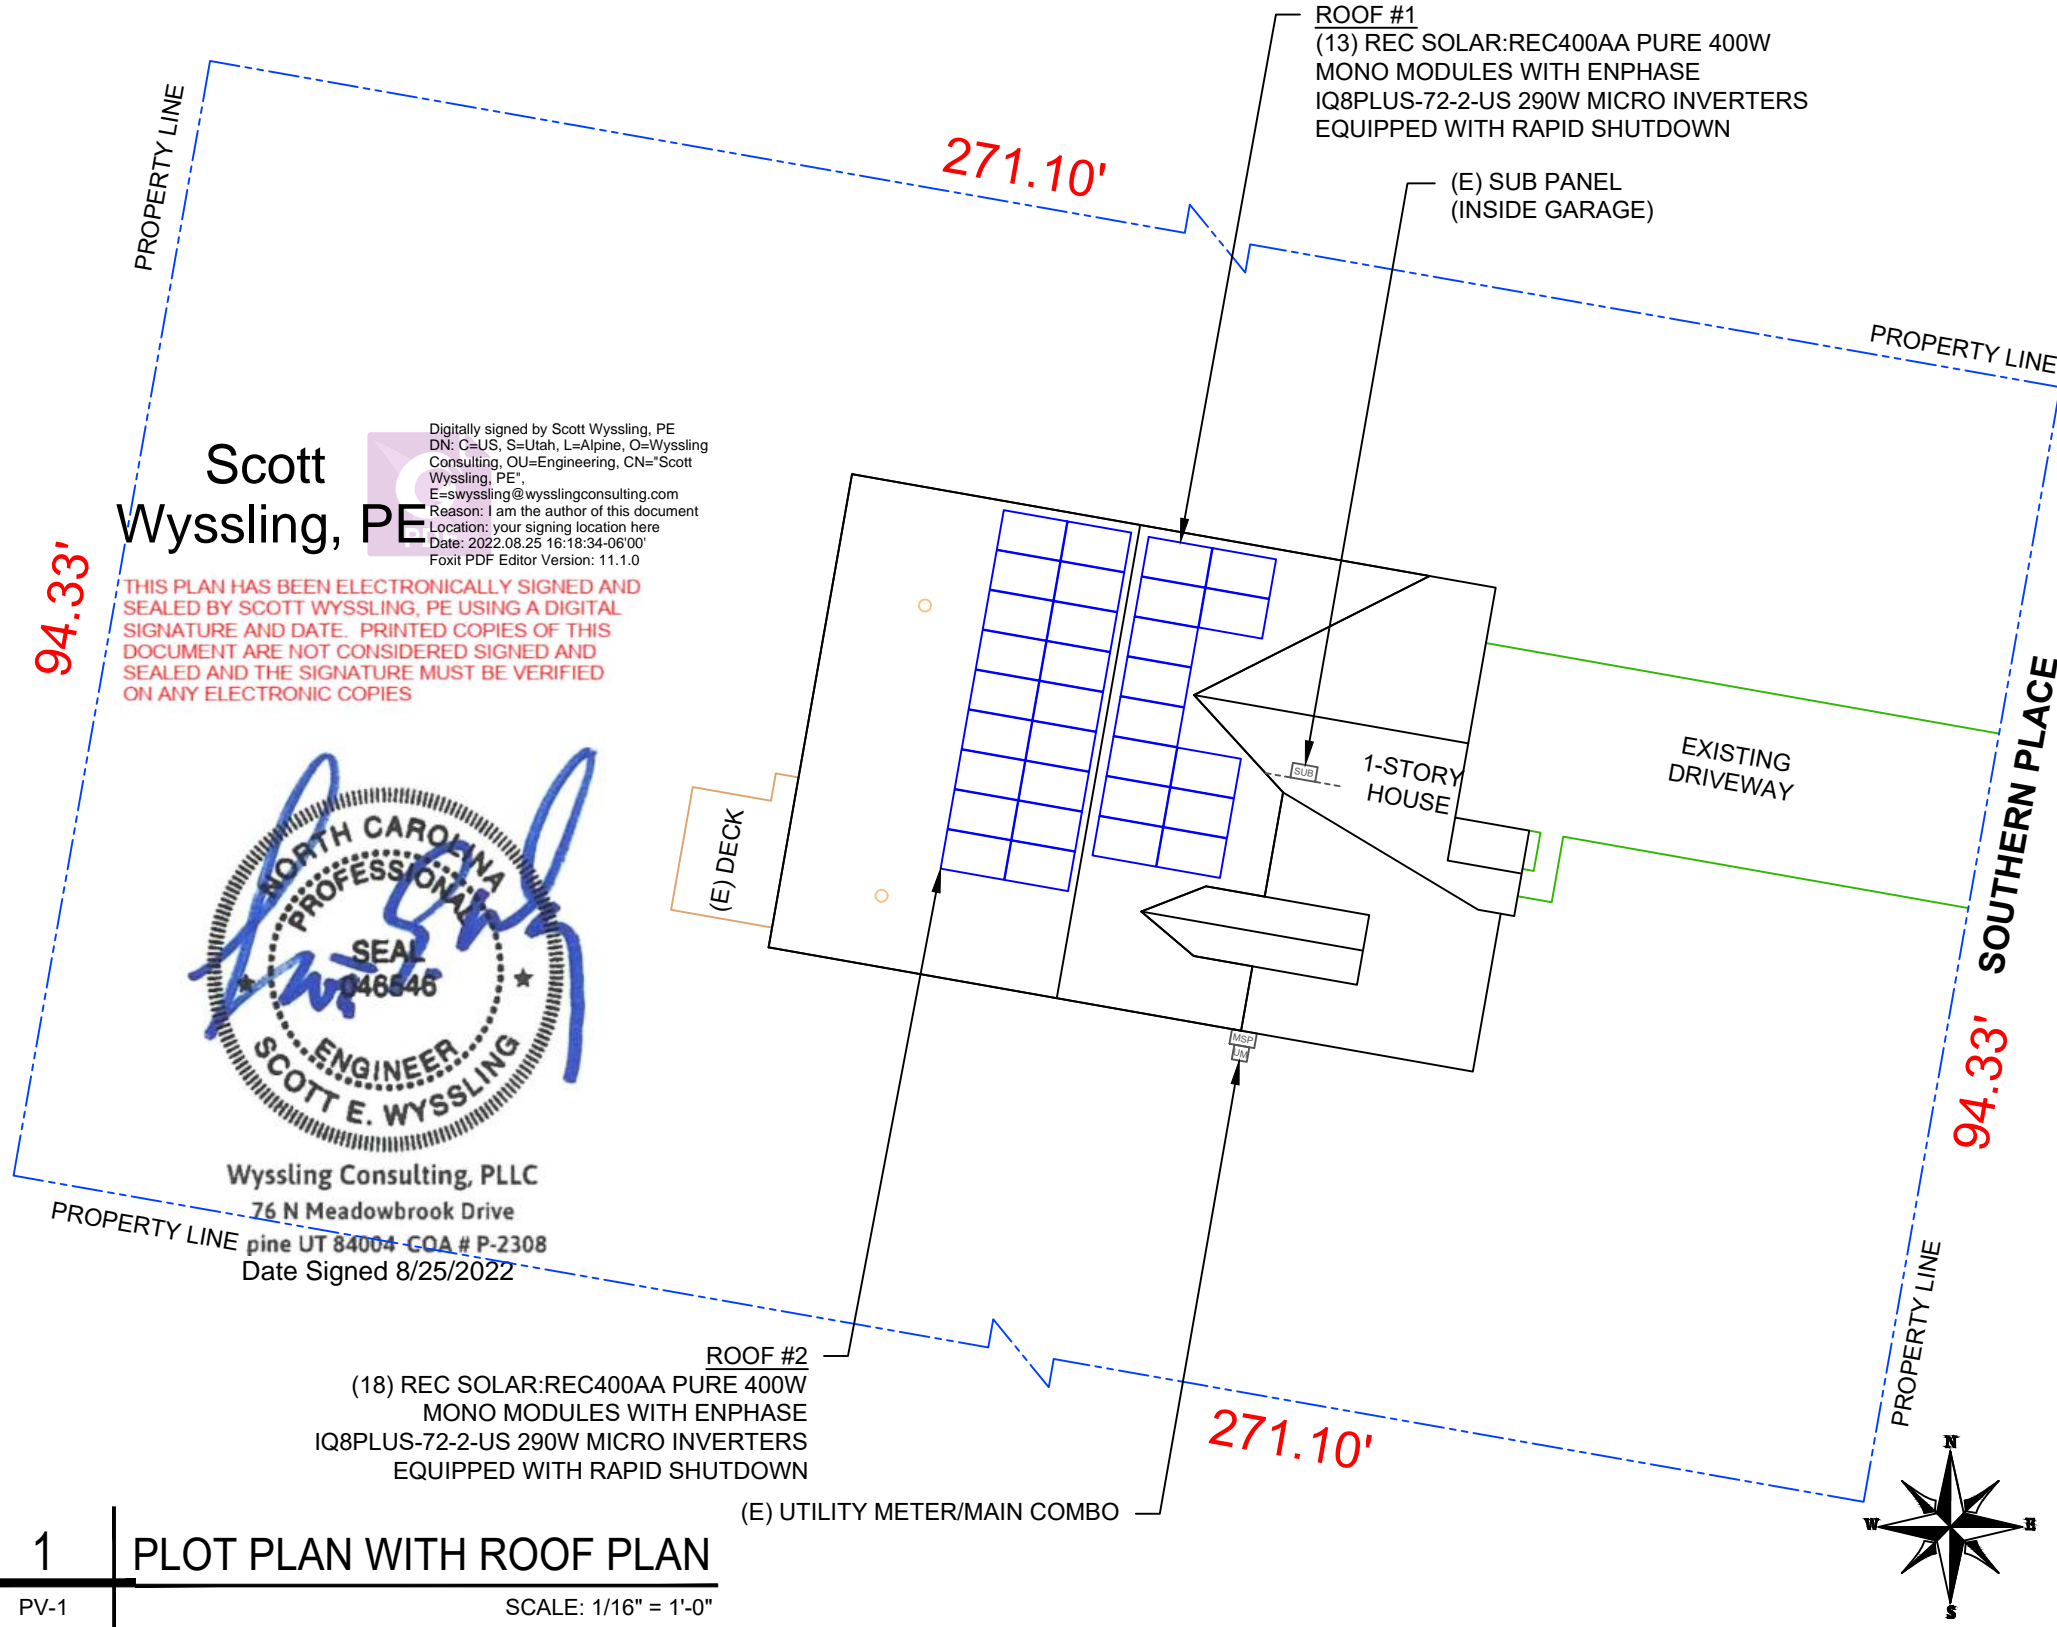 ROOF #1
(13) REC SOLAR:REC400AA PURE 400W
MONO MODULES WITH ENPHASE
IQ8PLUS-72-2-US 290W MICRO INVERTERS
EQUIPPED WITH RAPID SHUTDOWN
(E) SUB PANEL
(INSIDE GARAGE)
PROPERTY LINE
271.10'
PROPERTY LINE
Scott
Wyssling, PE
Digitally signed by Scott Wyssling, PE
DN: C=US, S=Utah, L=Alpine, O=Wyssling
Consulting, OU=Engineering, CN="Scott
Wyssling, PE",
E=swyssling@wysslingconsulting.com
Reason: I am the author of this document
Location: your signing location here
Date: 2022.08.25 16:18:34-06'00'
Foxit PDF Editor Version: 11.1.0
94.33'
THIS PLAN HAS BEEN ELECTRONICALLY SIGNED AND
SEALED BY SCOTT WYSSLING, PE USING A DIGITAL
SIGNATURE AND DATE.  PRINTED COPIES OF THIS
DOCUMENT ARE NOT CONSIDERED SIGNED AND
SEALED AND THE SIGNATURE MUST BE VERIFIED
ON ANY ELECTRONIC COPIES
SUB
1-STORY
HOUSE
EXISTING
DRIVEWAY
SOUTHERN PLACE
(E) DECK
NORTH CAROLINA
PROFESSIONAL
SEAL
046546
ENGINEER
SCOTT E. WYSSLING
MSP
UM
94.33'
Wyssling Consulting, PLLC
76 N Meadowbrook Drive
pine UT 84004 COA # P-2308
Date Signed 8/25/2022
PROPERTY LINE
PROPERTY LINE
ROOF #2
(18) REC SOLAR:REC400AA PURE 400W
MONO MODULES WITH ENPHASE
IQ8PLUS-72-2-US 290W MICRO INVERTERS
EQUIPPED WITH RAPID SHUTDOWN
271.10'
(E) UTILITY METER/MAIN COMBO
N
W
E
S
1
PLOT PLAN WITH ROOF PLAN
PV-1
SCALE: 1/16" = 1'-0"